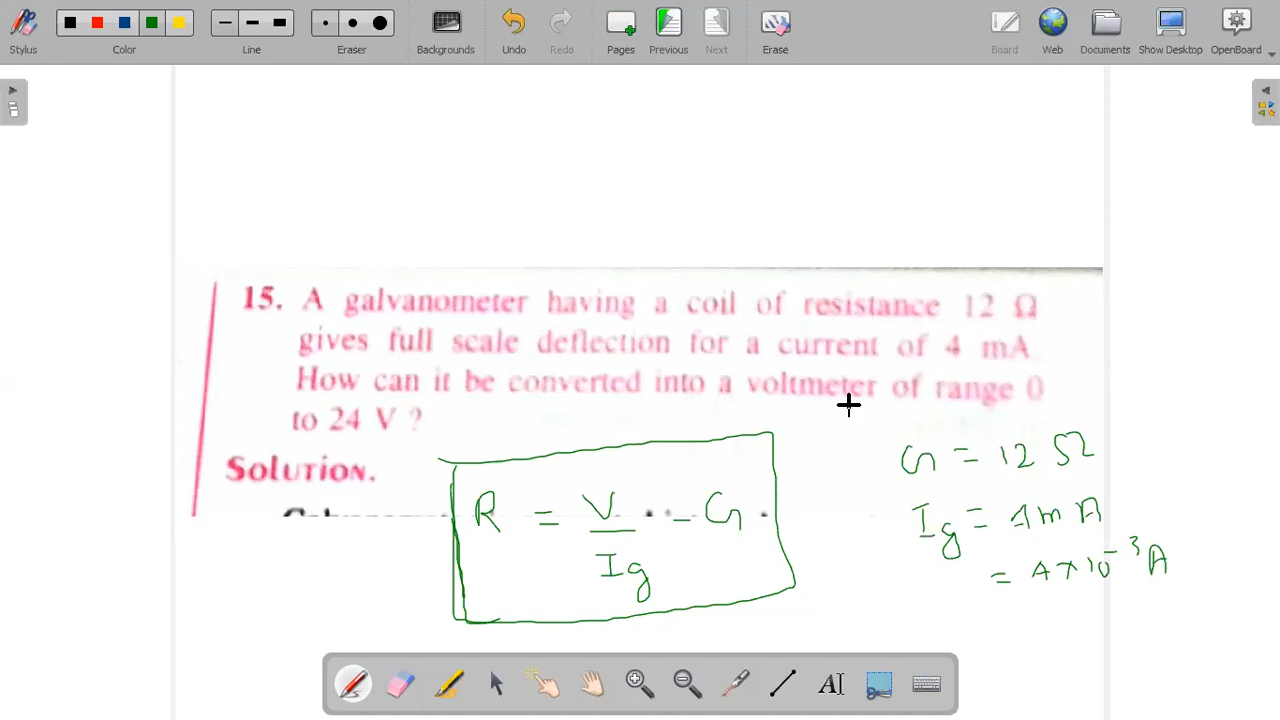 Stylus
Color
Line
Eraser
Backgrounds
Undo
Redo
Pages
Previous
Next
Erase
Board
Web
Documents
Show Desktop
OpenBoard
15. A galvanometer having a coil of resistance 12 Ω
gives full scale deflection for a current of 4 mA.
How can it be converted into a voltmeter of range 0
to 24 V ?
Solution.
R = V / Ig - G
G = 12 Ω
Ig = 4 m A
= 4 × 10⁻³ A